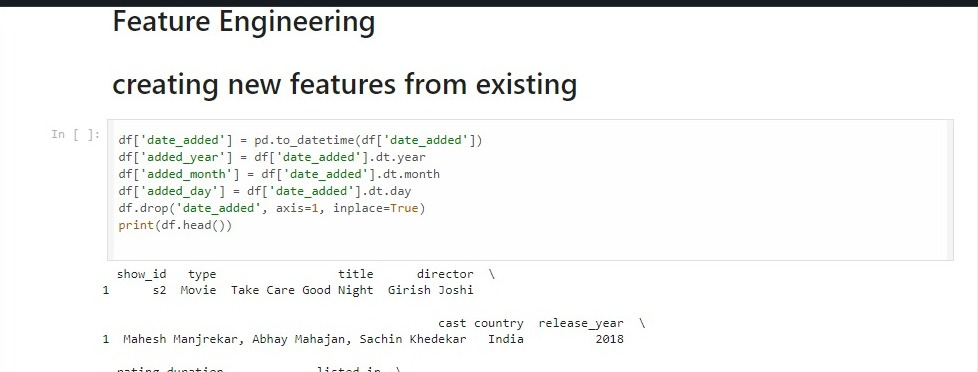 Feature Engineering
creating new features from existing
In [ ]:
df['date_added'] = pd.to_datetime(df['date_added'])
df['added_year'] = df['date_added'].dt.year
df['added_month'] = df['date_added'].dt.month
df['added_day'] = df['date_added'].dt.day
df.drop('date_added', axis=1, inplace=True)
print(df.head())
show_id type title director \
1 s2 Movie Take Care Good Night Girish Joshi
cast country release_year \
1 Mahesh Manjrekar, Abhay Mahajan, Sachin Khedekar India 2018
rating duration listed_in \